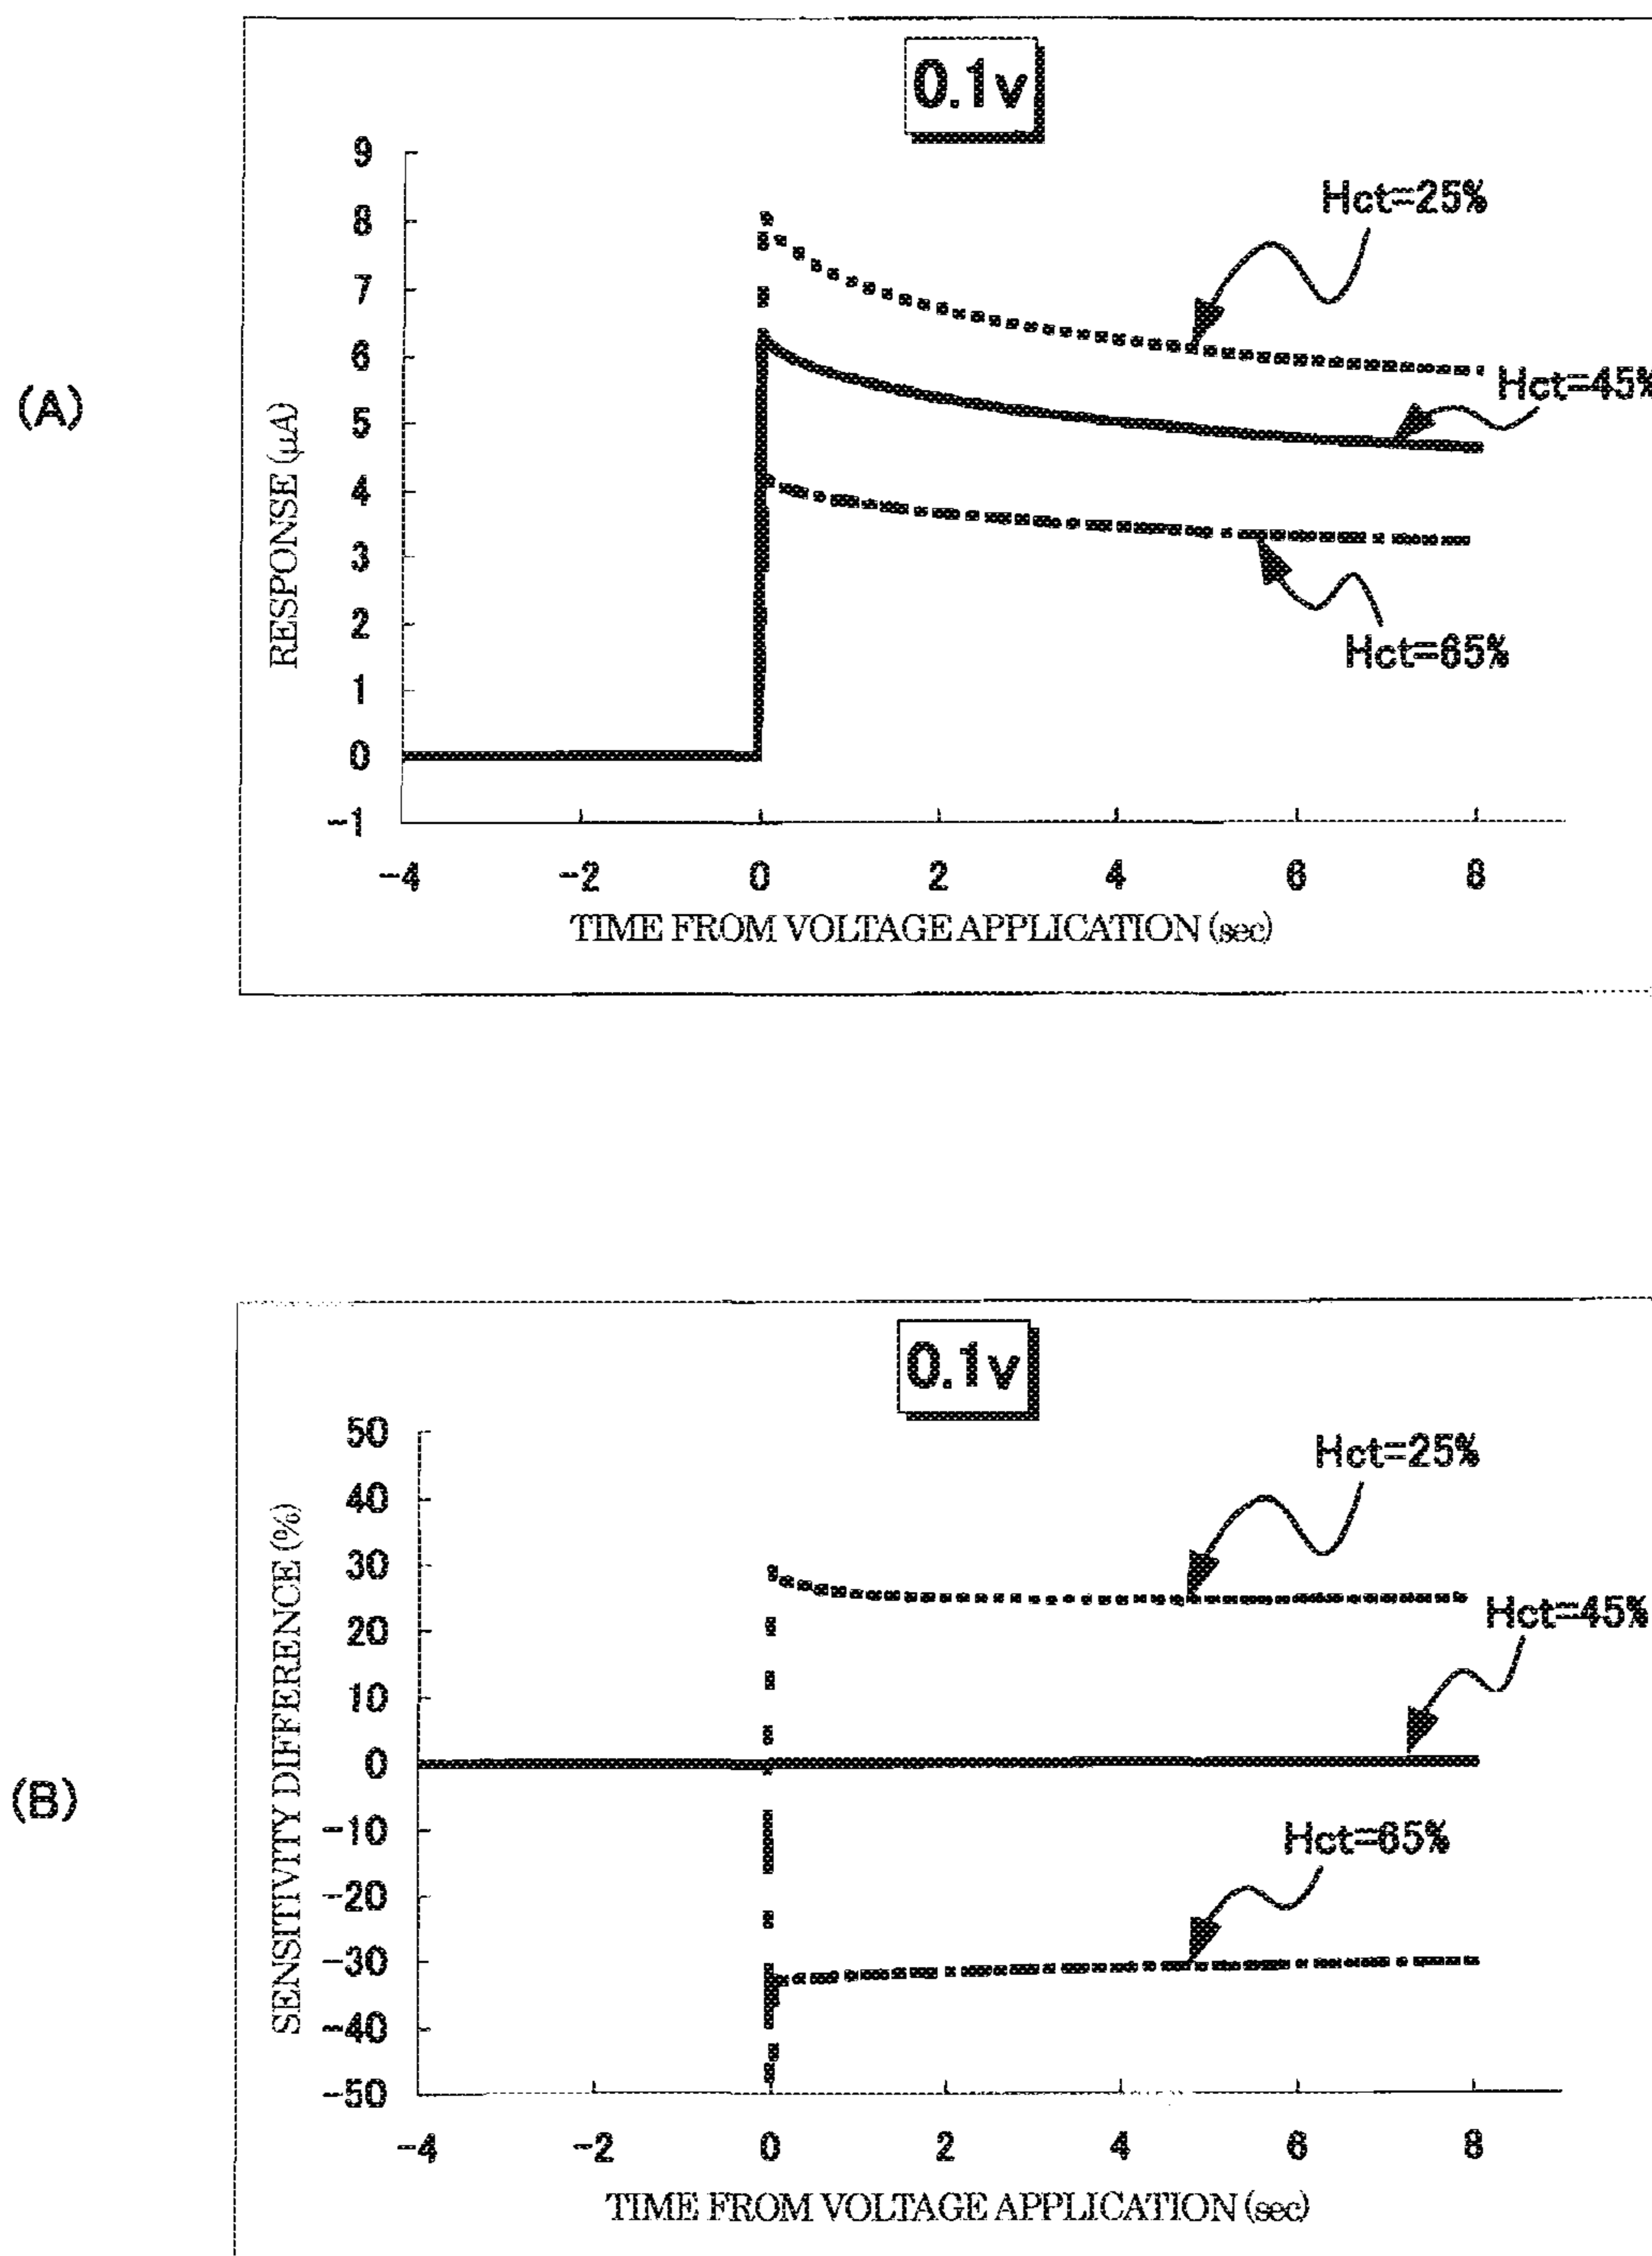 (A)
0.1v
RESPONSE (μA)
9
8
7
6
5
4
3
2
1
0
-1
-4 -2 0 2 4 6 8
TIME FROM VOLTAGE APPLICATION (sec)
Hct=25%
Hct=45%
Hct=65%
(B)
0.1v
SENSITIVITY DIFFERENCE (%)
50
40
30
20
10
0
-10
-20
-30
-40
-50
-4 -2 0 2 4 6 8
TIME FROM VOLTAGE APPLICATION (sec)
Hct=25%
Hct=45%
Hct=65%